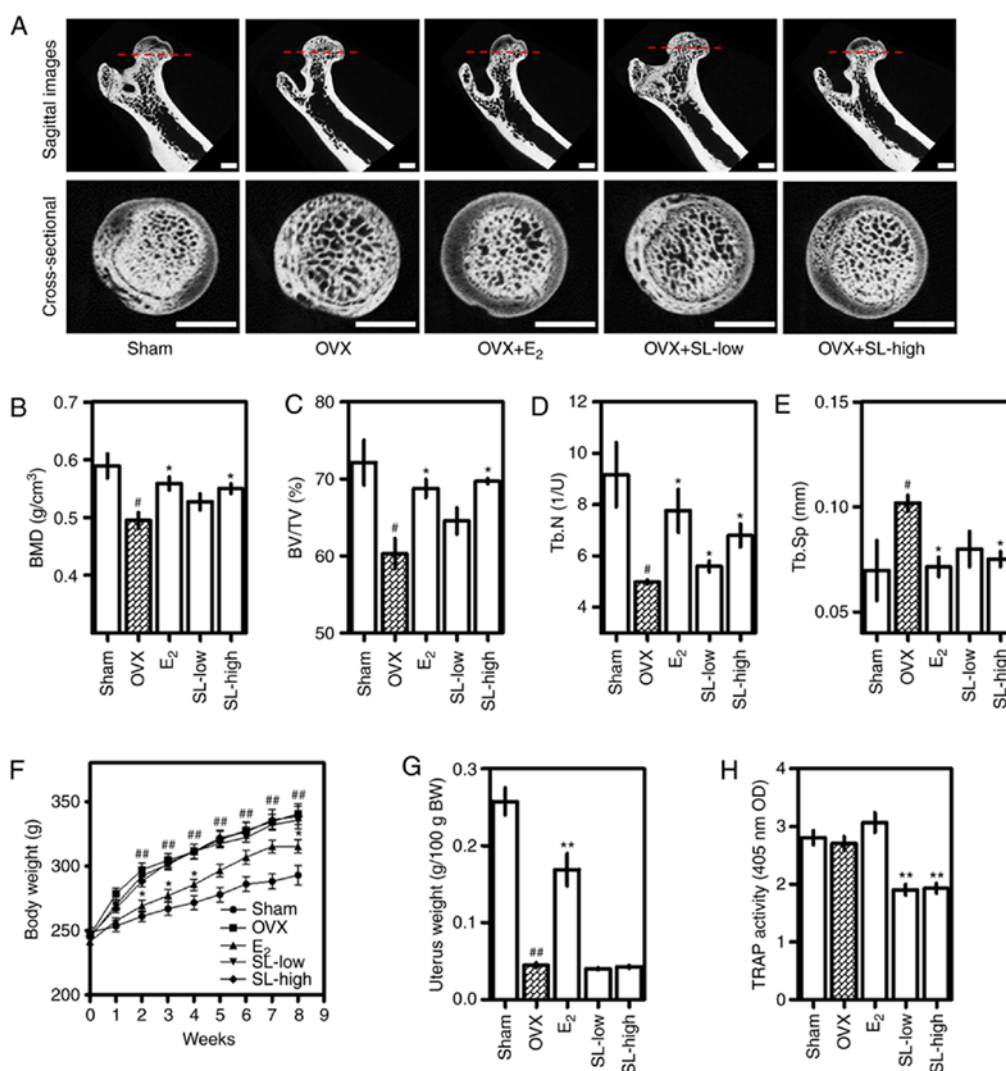 A
Sagittal images
Cross-sectional
Sham OVX OVX+E₂ OVX+SL-low OVX+SL-high
B
BMD (g/cm³)
0.7
0.6
0.5
0.4
#
*
*
Sham OVX E₂ SL-low SL-high
C
BV/TV (%)
80
70
60
50
#
*
*
Sham OVX E₂ SL-low SL-high
D
Tb.N (1/U)
12
10
8
6
4
#
*
*
*
Sham OVX E₂ SL-low SL-high
E
Tb.Sp (mm)
0.15
0.10
0.05
#
*
*
Sham OVX E₂ SL-low SL-high
F
Body weight (g)
350
300
250
200
## ## ## ## ## ## ##
* * * *
Sham
OVX
E₂
SL-low
SL-high
0 1 2 3 4 5 6 7 8 9
Weeks
G
Uterus weight (g/100 g BW)
0.3
0.2
0.1
0.0
##
**
Sham OVX E₂ SL-low SL-high
H
TRAP activity (405 nm OD)
4
3
2
1
0
** **
Sham OVX E₂ SL-low SL-high